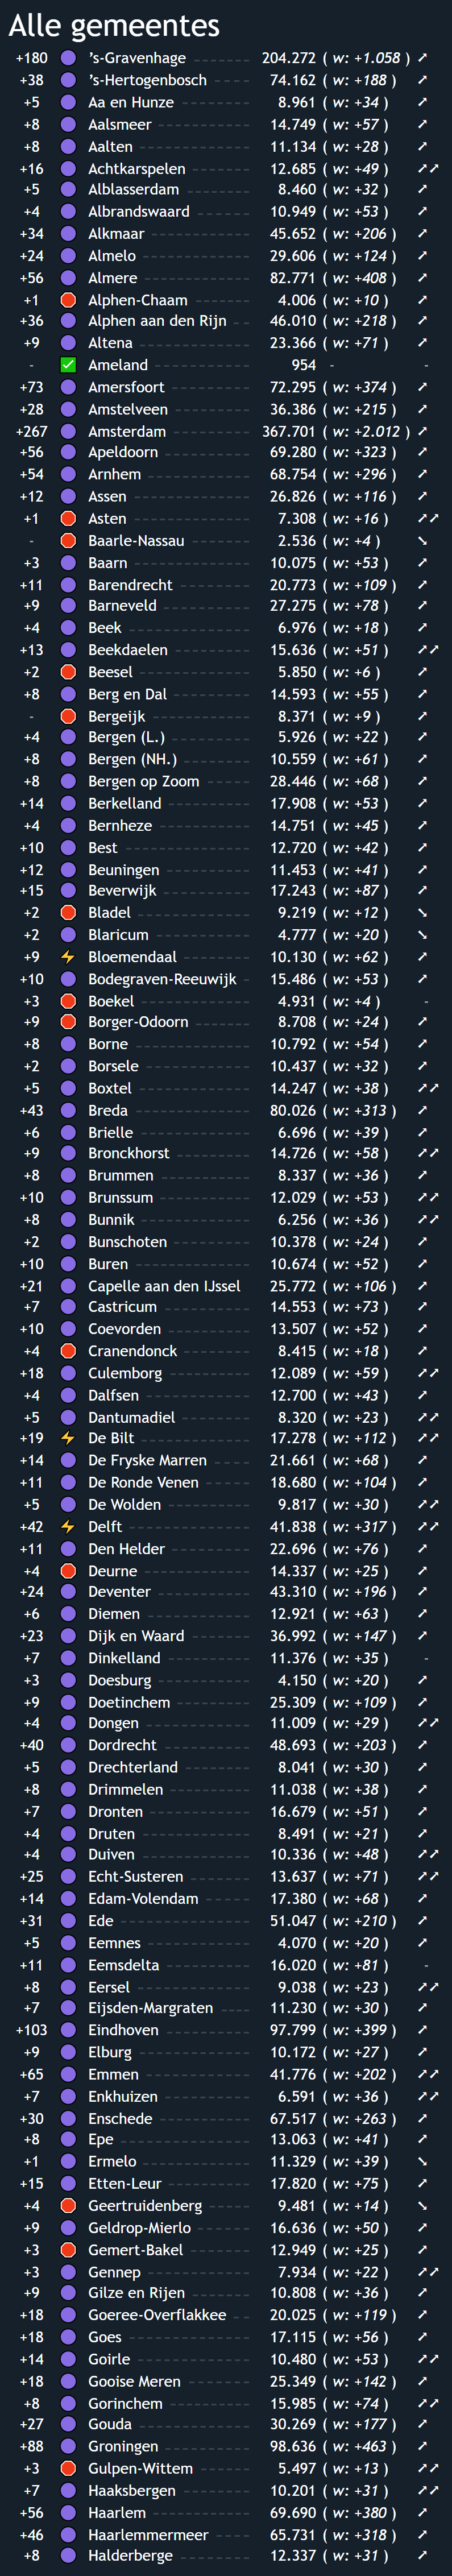 Alle gemeentes
+180 's-Gravenhage 204.272 ( w: +1.058 )
+38 's-Hertogenbosch 74.162 ( w: +188 )
+5 Aa en Hunze 8.961 ( w: +34 )
+8 Aalsmeer 14.749 ( w: +57 )
+8 Aalten 11.134 ( w: +28 )
+16 Achtkarspelen 12.685 ( w: +49 )
+5 Alblasserdam 8.460 ( w: +32 )
+4 Albrandswaard 10.949 ( w: +53 )
+34 Alkmaar 45.652 ( w: +206 )
+24 Almelo 29.606 ( w: +124 )
+56 Almere 82.771 ( w: +408 )
+1 Alphen-Chaam 4.006 ( w: +10 )
+36 Alphen aan den Rijn 46.010 ( w: +218 )
+9 Altena 23.366 ( w: +71 )
- Ameland 954 - -
+73 Amersfoort 72.295 ( w: +374 )
+28 Amstelveen 36.386 ( w: +215 )
+267 Amsterdam 367.701 ( w: +2.012 )
+56 Apeldoorn 69.280 ( w: +323 )
+54 Arnhem 68.754 ( w: +296 )
+12 Assen 26.826 ( w: +116 )
+1 Asten 7.308 ( w: +16 )
- Baarle-Nassau 2.536 ( w: +4 )
+3 Baarn 10.075 ( w: +53 )
+11 Barendrecht 20.773 ( w: +109 )
+9 Barneveld 27.275 ( w: +78 )
+4 Beek 6.976 ( w: +18 )
+13 Beekdaelen 15.636 ( w: +51 )
+2 Beesel 5.850 ( w: +6 )
+8 Berg en Dal 14.593 ( w: +55 )
- Bergeijk 8.371 ( w: +9 )
+4 Bergen (L.) 5.926 ( w: +22 )
+8 Bergen (NH.) 10.559 ( w: +61 )
+8 Bergen op Zoom 28.446 ( w: +68 )
+14 Berkelland 17.908 ( w: +53 )
+4 Bernheze 14.751 ( w: +45 )
+10 Best 12.720 ( w: +42 )
+12 Beuningen 11.453 ( w: +41 )
+15 Beverwijk 17.243 ( w: +87 )
+2 Bladel 9.219 ( w: +12 )
+2 Blaricum 4.777 ( w: +20 )
+9 Bloemendaal 10.130 ( w: +62 )
+10 Bodegraven-Reeuwijk 15.486 ( w: +53 )
+3 Boekel 4.931 ( w: +4 ) -
+9 Borger-Odoorn 8.708 ( w: +24 )
+8 Borne 10.792 ( w: +54 )
+2 Borsele 10.437 ( w: +32 )
+5 Boxtel 14.247 ( w: +38 )
+43 Breda 80.026 ( w: +313 )
+6 Brielle 6.696 ( w: +39 )
+9 Bronckhorst 14.726 ( w: +58 )
+8 Brummen 8.337 ( w: +36 )
+10 Brunssum 12.029 ( w: +53 )
+8 Bunnik 6.256 ( w: +36 )
+2 Bunschoten 10.378 ( w: +24 )
+10 Buren 10.674 ( w: +52 )
+21 Capelle aan den IJssel 25.772 ( w: +106 )
+7 Castricum 14.553 ( w: +73 )
+10 Coevorden 13.507 ( w: +52 )
+4 Cranendonck 8.415 ( w: +18 )
+18 Culemborg 12.089 ( w: +59 )
+4 Dalfsen 12.700 ( w: +43 )
+5 Dantumadiel 8.320 ( w: +23 )
+19 De Bilt 17.278 ( w: +112 )
+14 De Fryske Marren 21.661 ( w: +68 )
+11 De Ronde Venen 18.680 ( w: +104 )
+5 De Wolden 9.817 ( w: +30 )
+42 Delft 41.838 ( w: +317 )
+11 Den Helder 22.696 ( w: +76 )
+4 Deurne 14.337 ( w: +25 )
+24 Deventer 43.310 ( w: +196 )
+6 Diemen 12.921 ( w: +63 )
+23 Dijk en Waard 36.992 ( w: +147 )
+7 Dinkelland 11.376 ( w: +35 ) -
+3 Doesburg 4.150 ( w: +20 )
+9 Doetinchem 25.309 ( w: +109 )
+4 Dongen 11.009 ( w: +29 )
+40 Dordrecht 48.693 ( w: +203 )
+5 Drechterland 8.041 ( w: +30 )
+8 Drimmelen 11.038 ( w: +38 )
+7 Dronten 16.679 ( w: +51 )
+4 Druten 8.491 ( w: +21 )
+4 Duiven 10.336 ( w: +48 )
+25 Echt-Susteren 13.637 ( w: +71 )
+14 Edam-Volendam 17.380 ( w: +68 )
+31 Ede 51.047 ( w: +210 )
+5 Eemnes 4.070 ( w: +20 )
+11 Eemsdelta 16.020 ( w: +81 ) -
+8 Eersel 9.038 ( w: +23 )
+7 Eijsden-Margraten 11.230 ( w: +30 )
+103 Eindhoven 97.799 ( w: +399 )
+9 Elburg 10.172 ( w: +27 )
+65 Emmen 41.776 ( w: +202 )
+7 Enkhuizen 6.591 ( w: +36 )
+30 Enschede 67.517 ( w: +263 )
+8 Epe 13.063 ( w: +41 )
+1 Ermelo 11.329 ( w: +39 )
+15 Etten-Leur 17.820 ( w: +75 )
+4 Geertruidenberg 9.481 ( w: +14 )
+9 Geldrop-Mierlo 16.636 ( w: +50 )
+3 Gemert-Bakel 12.949 ( w: +25 )
+3 Gennep 7.934 ( w: +22 )
+9 Gilze en Rijen 10.808 ( w: +36 )
+18 Goeree-Overflakkee 20.025 ( w: +119 )
+18 Goes 17.115 ( w: +56 )
+14 Goirle 10.480 ( w: +53 )
+18 Gooise Meren 25.349 ( w: +142 )
+8 Gorinchem 15.985 ( w: +74 )
+27 Gouda 30.269 ( w: +177 )
+88 Groningen 98.636 ( w: +463 )
+3 Gulpen-Wittem 5.497 ( w: +13 )
+7 Haaksbergen 10.201 ( w: +31 )
+56 Haarlem 69.690 ( w: +380 )
+46 Haarlemmermeer 65.731 ( w: +318 )
+8 Halderberge 12.337 ( w: +31 )